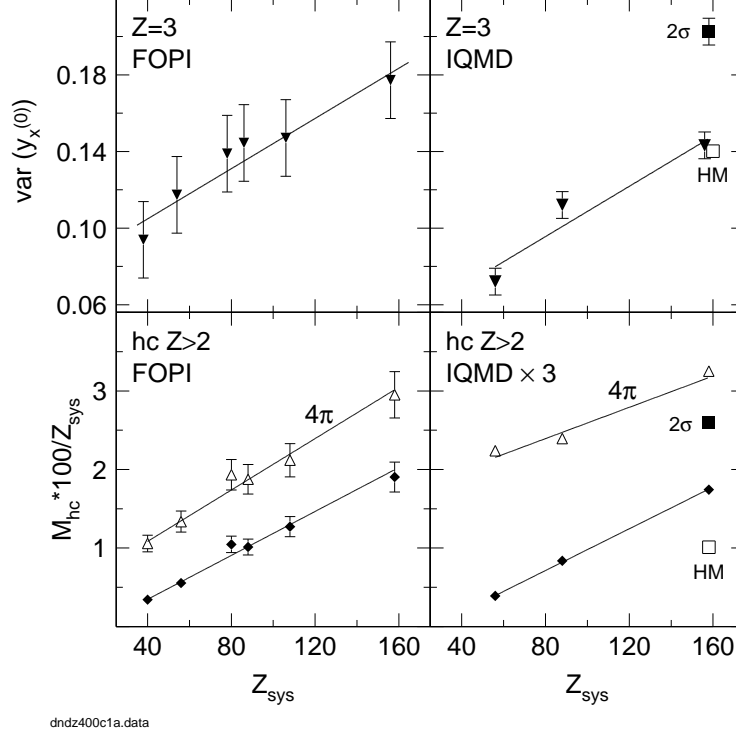 Z=3
FOPI
Z=3
IQMD
2σ
HM
0.18
0.14
0.10
0.06
var (y_x^(0))
hc Z>2
FOPI
4π
hc Z>2
IQMD × 3
4π
2σ
HM
3
2
1
M_hc*100/Z_sys
40 80 120 160
40 80 120 160
Z_sys
Z_sys
dndz400c1a.data